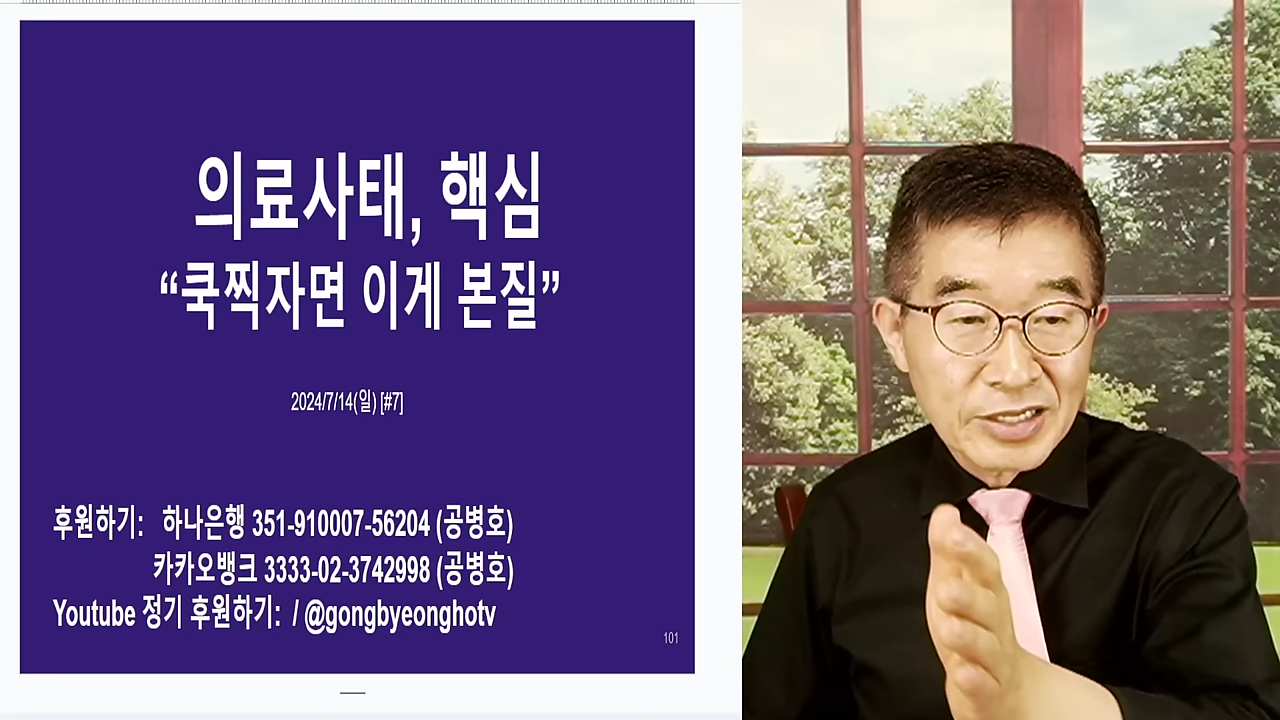 의료사태, 핵심
“쿡찍자면 이게 본질”
2024/7/14(일) [#7]
후원하기: 하나은행 351-910007-56204 (공병호)
카카오뱅크 3333-02-3742998 (공병호)
Youtube 정기 후원하기: / @gongbyeonghotv
101